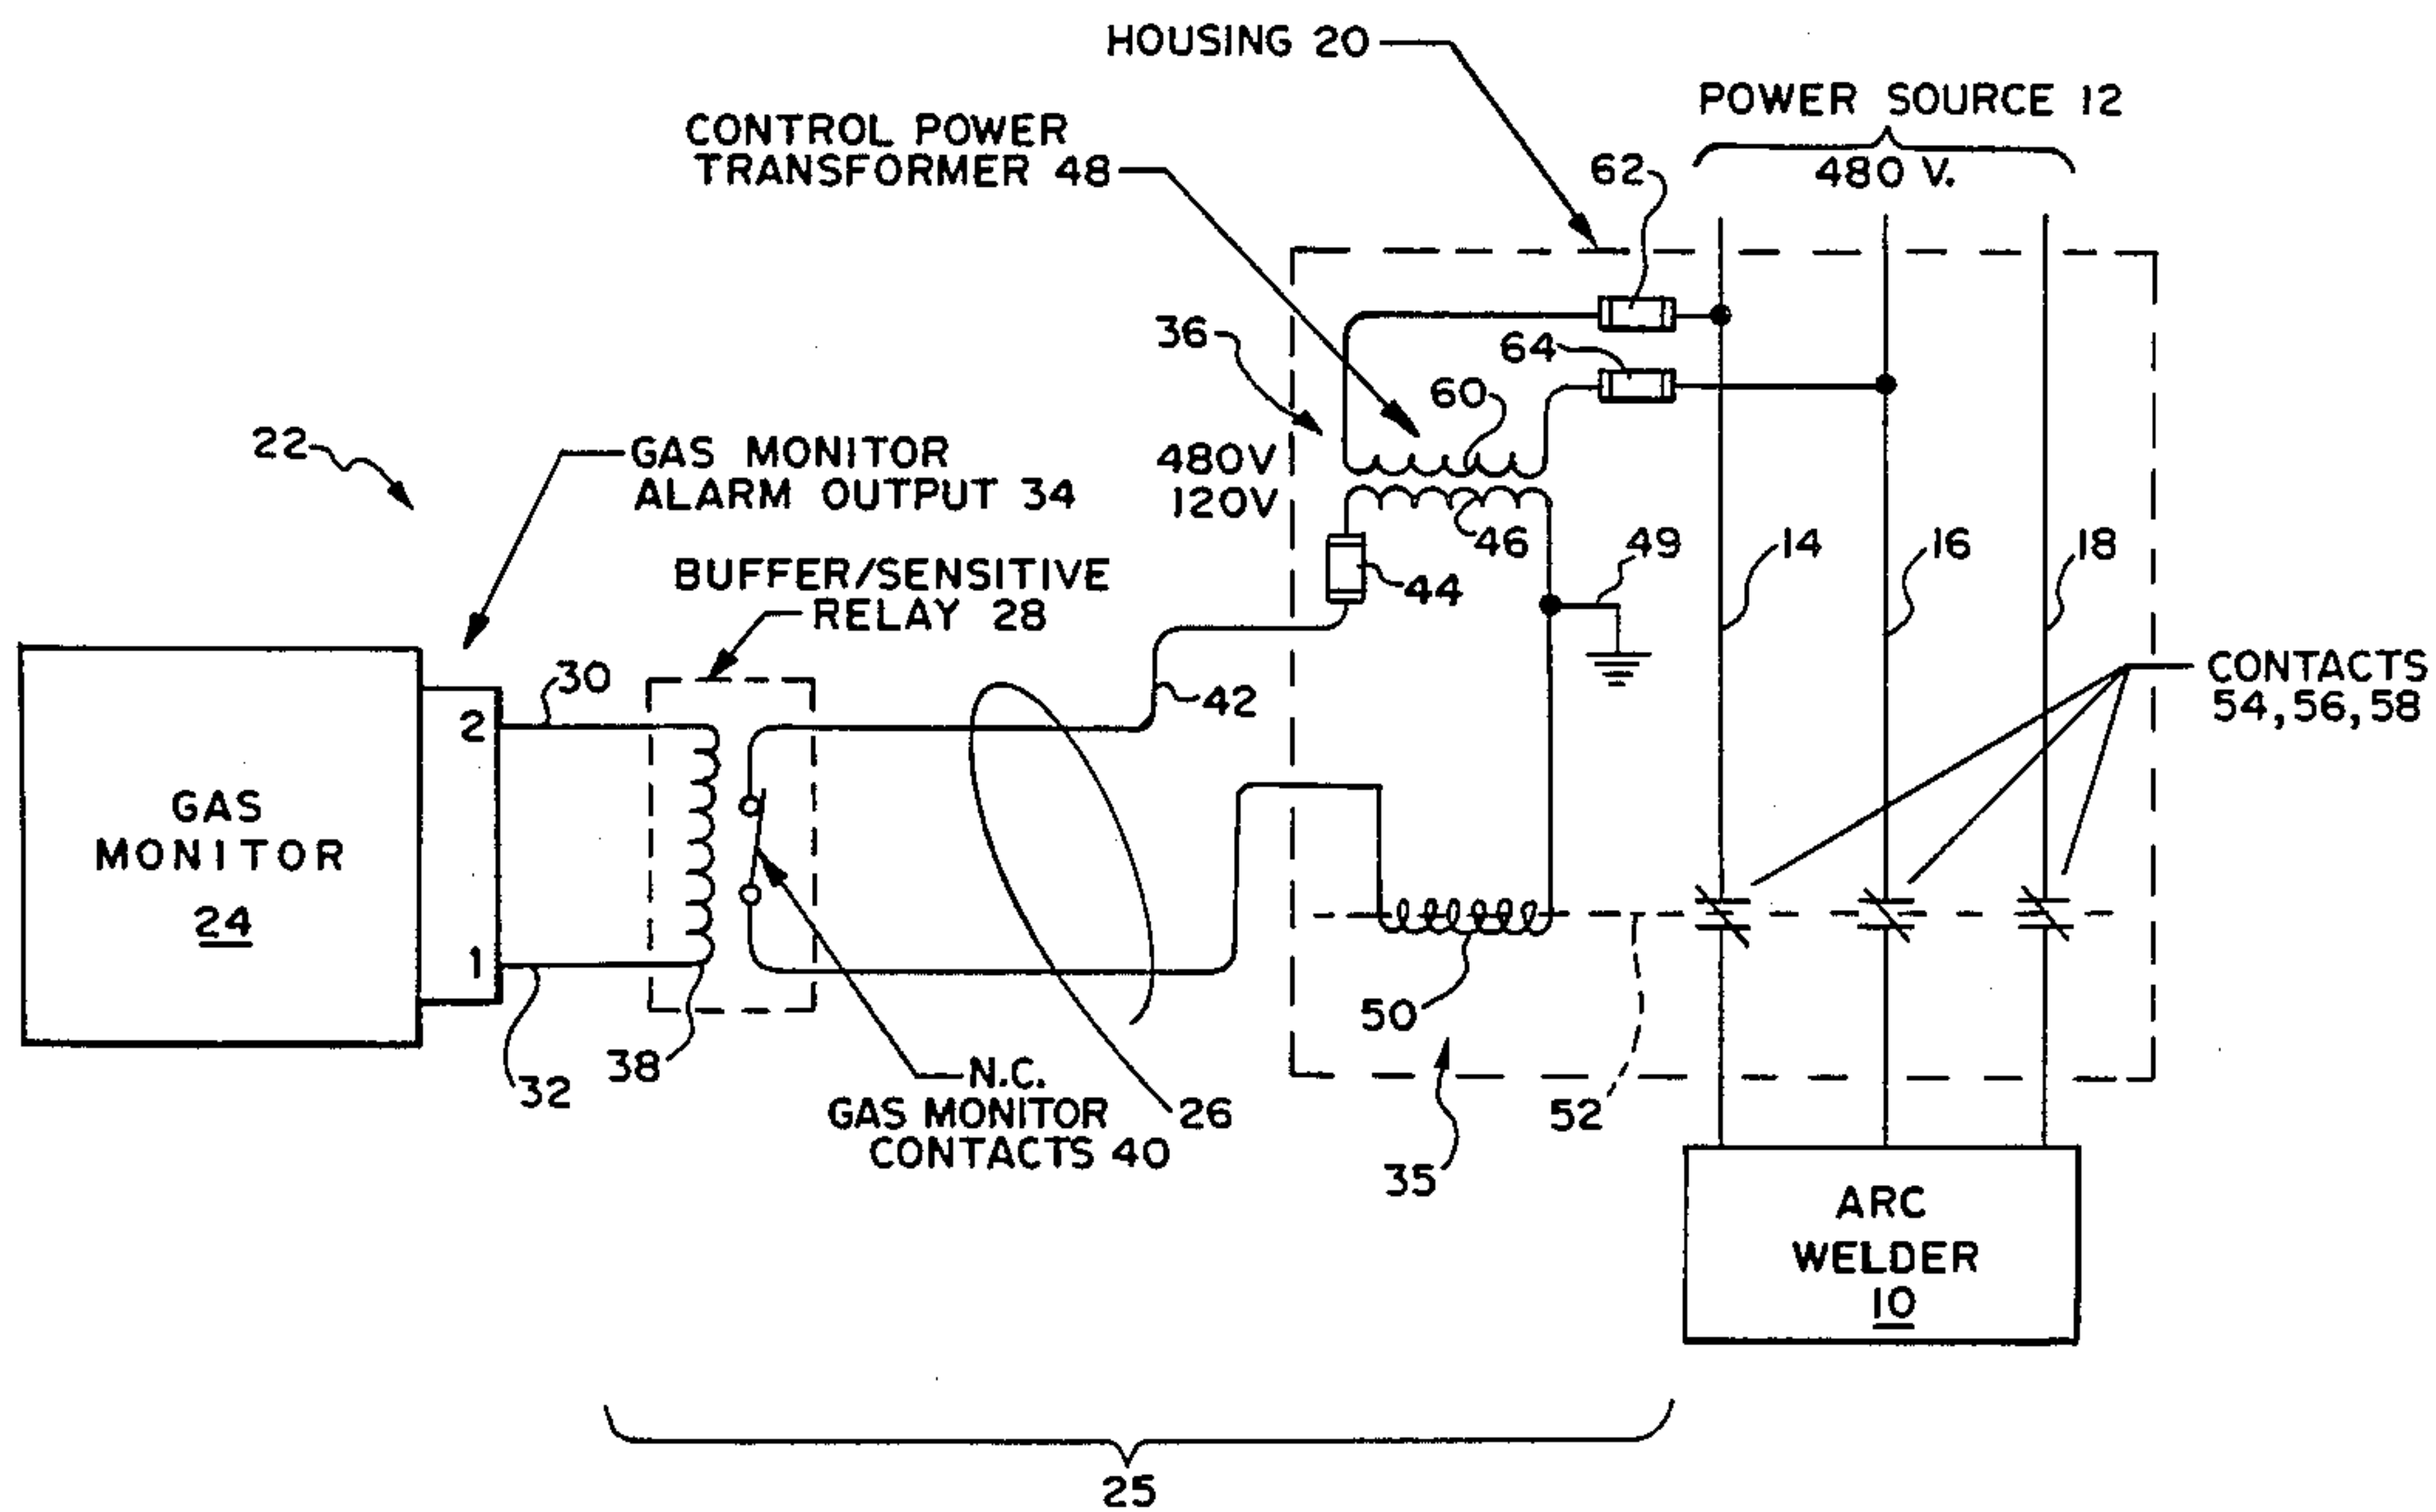 HOUSING 20
POWER SOURCE 12
480 V.
CONTROL POWER
TRANSFORMER 48
62
36
64
60
22
GAS MONITOR
ALARM OUTPUT 34
480V
120V
46
49
14
16
18
44
BUFFER/SENSITIVE
RELAY 28
30
42
CONTACTS
54, 56, 58
2
GAS
MONITOR
24
1
50
32
38
N.C.
GAS MONITOR
CONTACTS 40
26
52
35
ARC
WELDER
10
25